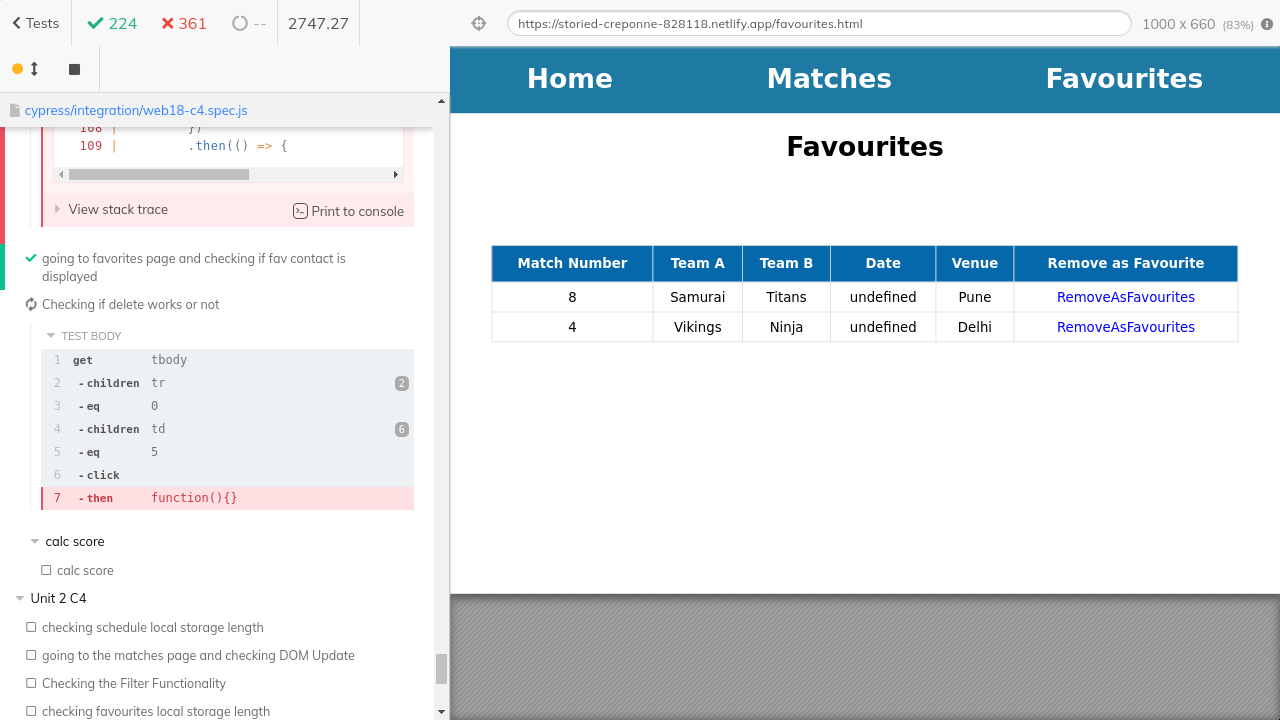 Tests 224 361 -- 2747.27
https://storied-creponne-828118.netlify.app/favourites.html 1000 x 660 (83%)
cypress/integration/web18-c4.spec.js
108 | })
109 | .then(() => {
View stack trace Print to console
going to favorites page and checking if fav contact is
displayed
Checking if delete works or not
TEST BODY
1 get tbody
2 -children tr 2
3 -eq 0
4 -children td 6
5 -eq 5
6 -click
7 -then function(){}
calc score
calc score
Unit 2 C4
checking schedule local storage length
going to the matches page and checking DOM Update
Checking the Filter Functionality
checking favourites local storage length
Home Matches Favourites
Favourites
Match Number Team A Team B Date Venue Remove as Favourite
8 Samurai Titans undefined Pune RemoveAsFavourites
4 Vikings Ninja undefined Delhi RemoveAsFavourites